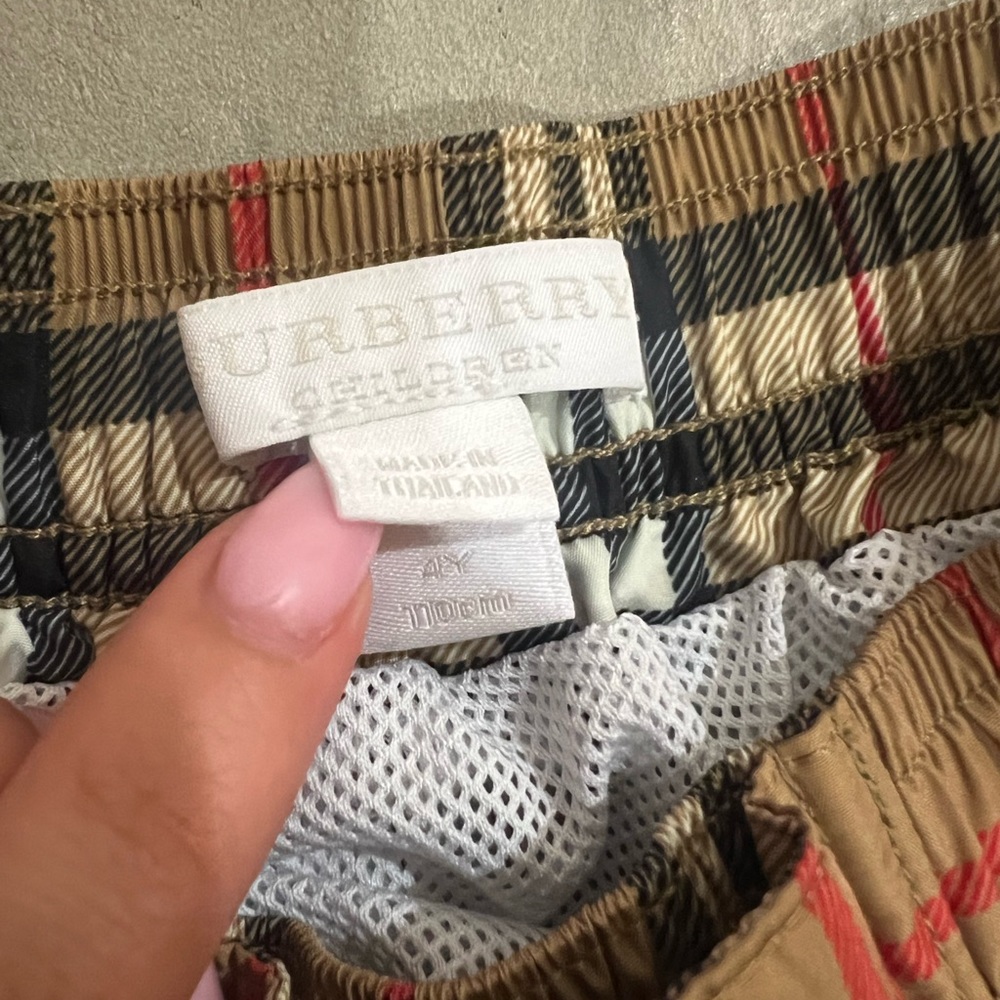 URBERRY
CHILDREN
MADE IN
THAILAND
4Y
110cm